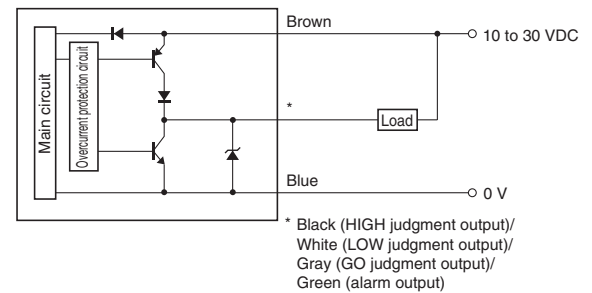 Brown
10 to 30 VDC
Main circuit
Overcurrent protection circuit
*
Load
Blue
0 V
* Black (HIGH judgment output)/
White (LOW judgment output)/
Gray (GO judgment output)/
Green (alarm output)